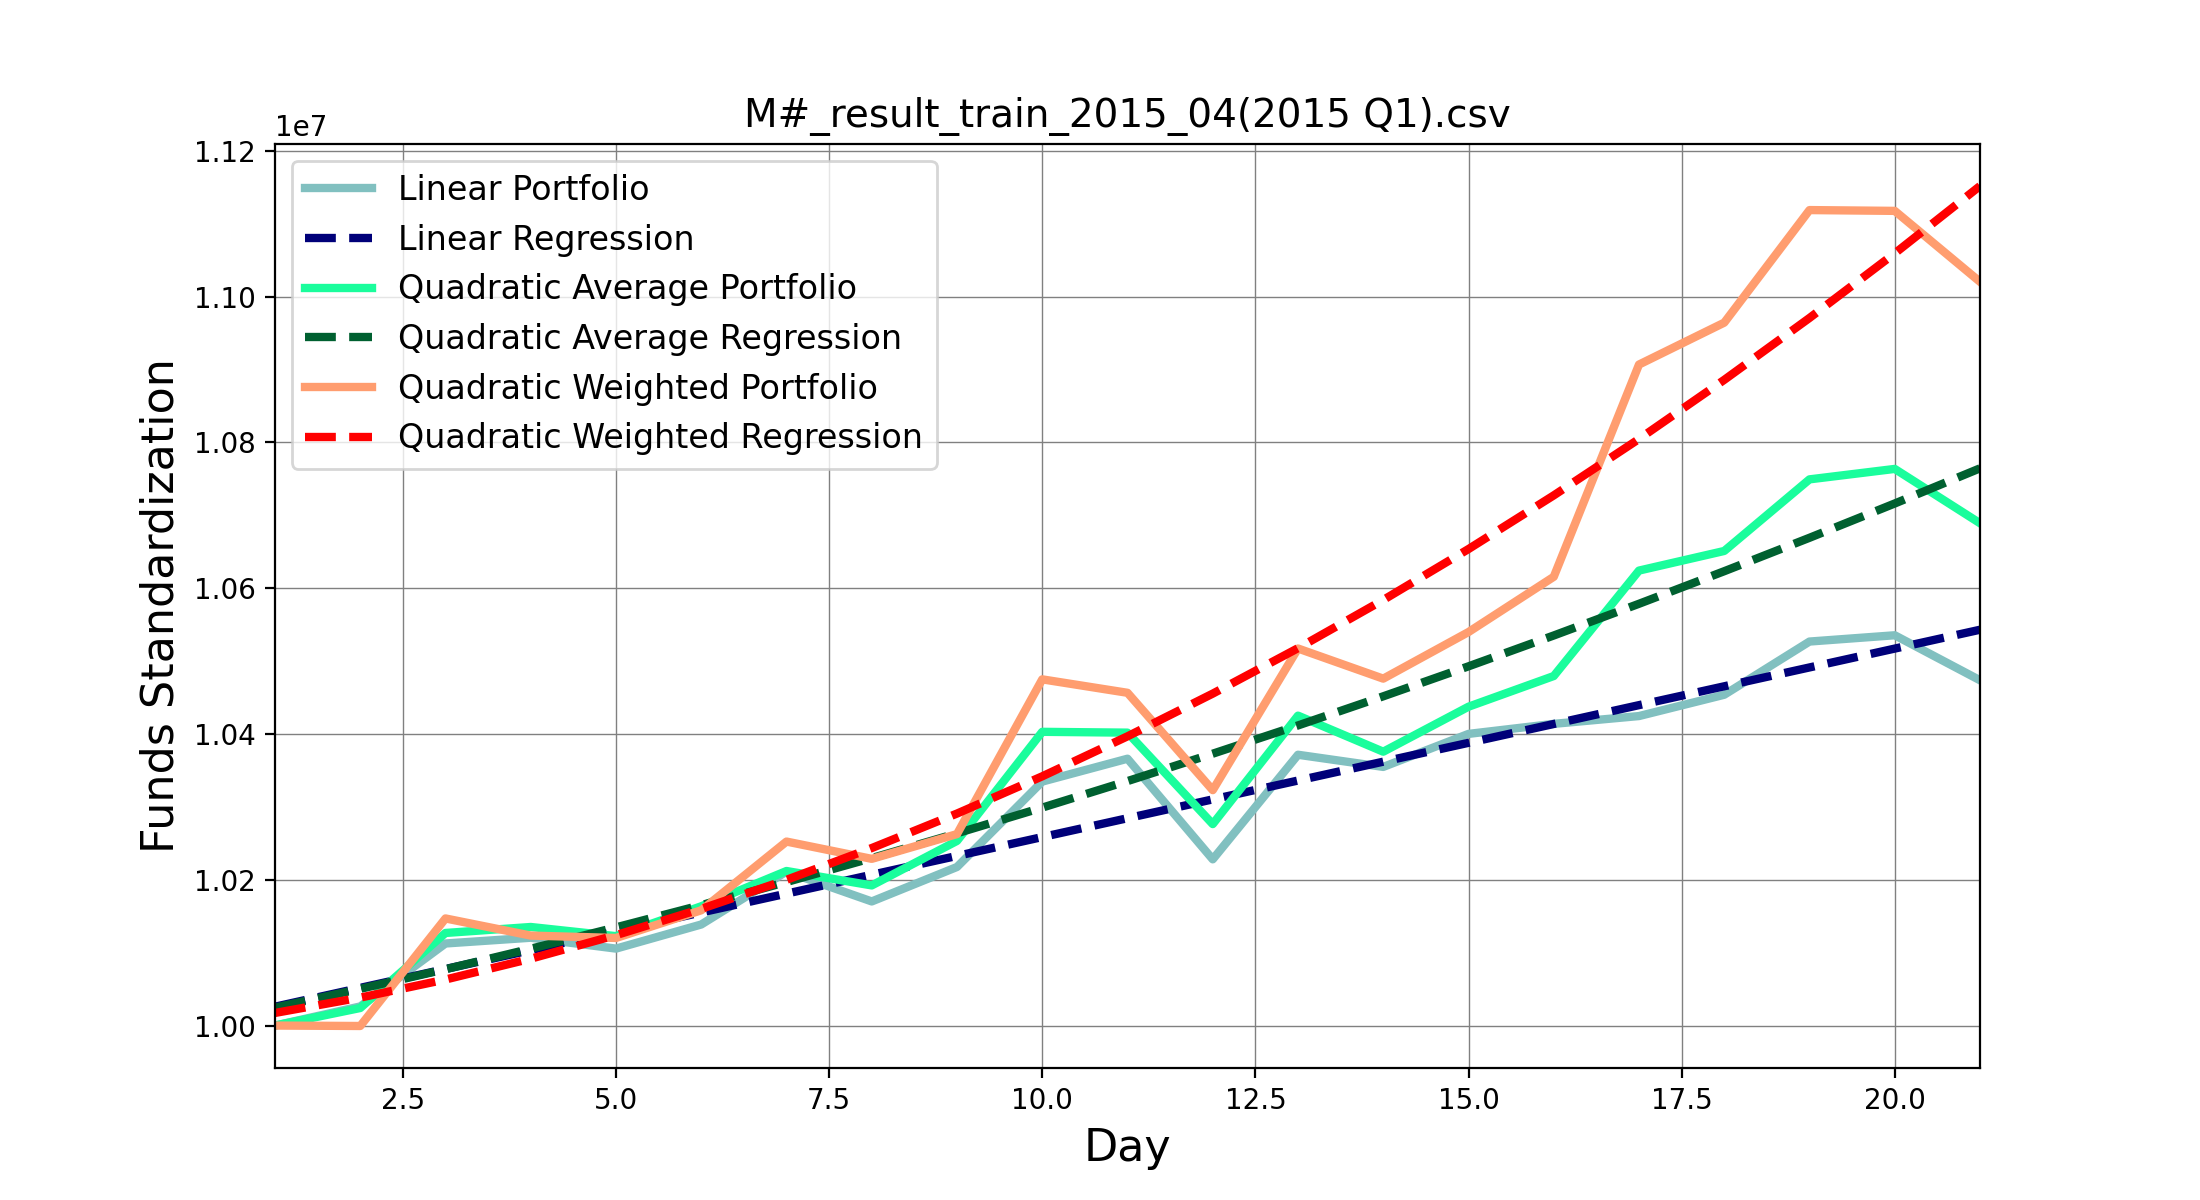 M#_result_train_2015_04(2015 Q1).csv
1e7
1.12
1.10
1.08
1.06
1.04
1.02
1.00
Funds Standardization
Linear Portfolio
Linear Regression
Quadratic Average Portfolio
Quadratic Average Regression
Quadratic Weighted Portfolio
Quadratic Weighted Regression
2.5 5.0 7.5 10.0 12.5 15.0 17.5 20.0
Day